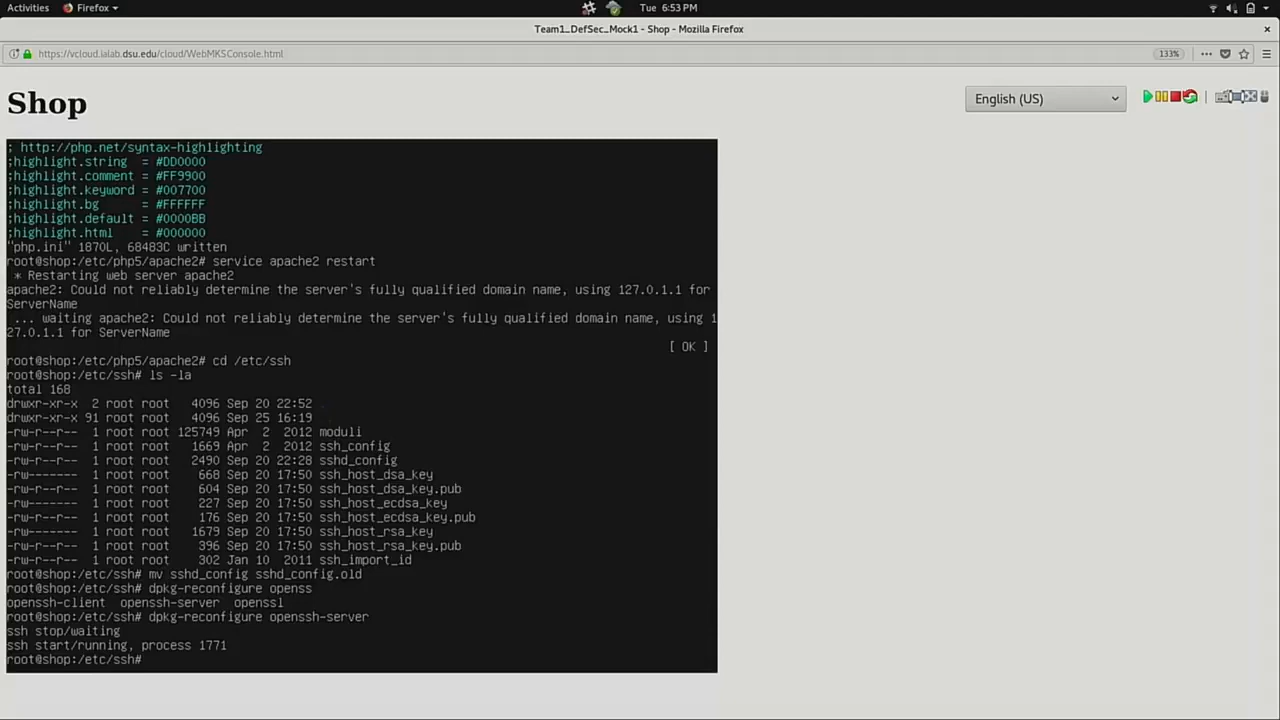 Activities Firefox Tue 6:53 PM
Team1_DefSec_Mock1 - Shop - Mozilla Firefox ×
https://vcloud.ialab.dsu.edu/cloud/WebMKSConsole.html 133%
Shop English (US)
; http://php.net/syntax-highlighting
;highlight.string  = #DD0000
;highlight.comment = #FF9900
;highlight.keyword = #007700
;highlight.bg      = #FFFFFF
;highlight.default = #0000BB
;highlight.html    = #000000
"php.ini" 1870L, 68483C written
root@shop:/etc/php5/apache2# service apache2 restart
 * Restarting web server apache2
apache2: Could not reliably determine the server's fully qualified domain name, using 127.0.1.1 for
ServerName
 ... waiting apache2: Could not reliably determine the server's fully qualified domain name, using 1
27.0.1.1 for ServerName
[ OK ]
root@shop:/etc/php5/apache2# cd /etc/ssh
root@shop:/etc/ssh# ls -la
total 168
drwxr-xr-x  2 root root   4096 Sep 20 22:52 .
drwxr-xr-x 91 root root   4096 Sep 25 16:19 ..
-rw-r--r--  1 root root 125749 Apr  2  2012 moduli
-rw-r--r--  1 root root   1669 Apr  2  2012 ssh_config
-rw-r--r--  1 root root   2490 Sep 20 22:28 sshd_config
-rw-------  1 root root    668 Sep 20 17:50 ssh_host_dsa_key
-rw-r--r--  1 root root    604 Sep 20 17:50 ssh_host_dsa_key.pub
-rw-------  1 root root    227 Sep 20 17:50 ssh_host_ecdsa_key
-rw-r--r--  1 root root    176 Sep 20 17:50 ssh_host_ecdsa_key.pub
-rw-------  1 root root   1679 Sep 20 17:50 ssh_host_rsa_key
-rw-r--r--  1 root root    396 Sep 20 17:50 ssh_host_rsa_key.pub
-rw-r--r--  1 root root    302 Jan 10  2011 ssh_import_id
root@shop:/etc/ssh# mv sshd_config sshd_config.old
root@shop:/etc/ssh# dpkg-reconfigure openss
openssh-client  openssh-server  openssl
root@shop:/etc/ssh# dpkg-reconfigure openssh-server
ssh stop/waiting
ssh start/running, process 1771
root@shop:/etc/ssh#